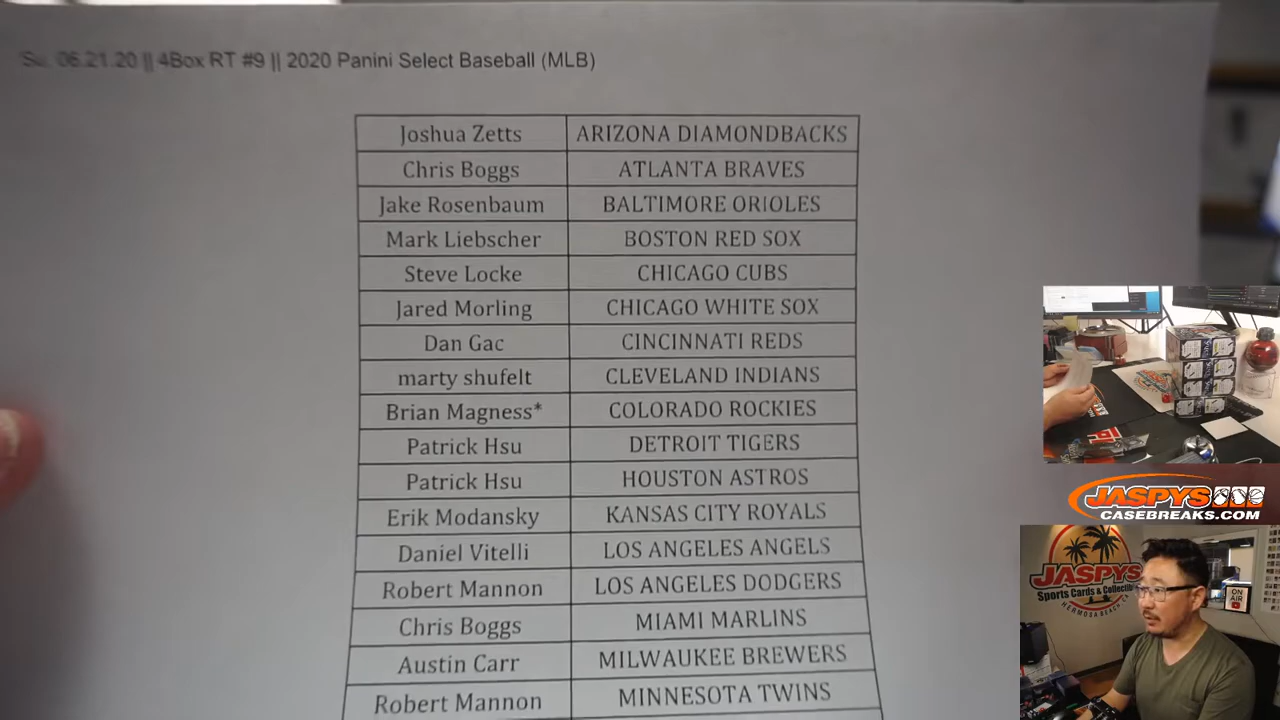 Su. 06.21.20 || 4Box RT #9 || 2020 Panini Select Baseball (MLB)
Joshua Zetts ARIZONA DIAMONDBACKS
Chris Boggs ATLANTA BRAVES
Jake Rosenbaum BALTIMORE ORIOLES
Mark Liebscher BOSTON RED SOX
Steve Locke CHICAGO CUBS
Jared Morling CHICAGO WHITE SOX
Dan Gac CINCINNATI REDS
marty shufelt CLEVELAND INDIANS
Brian Magness* COLORADO ROCKIES
Patrick Hsu DETROIT TIGERS
Patrick Hsu HOUSTON ASTROS
Erik Modansky KANSAS CITY ROYALS
Daniel Vitelli LOS ANGELES ANGELS
Robert Mannon LOS ANGELES DODGERS
Chris Boggs MIAMI MARLINS
Austin Carr MILWAUKEE BREWERS
Robert Mannon MINNESOTA TWINS
JASPYS
CASEBREAKS.COM
JASPYS
Sports Cards & Collectib
HERMOSA BEACH, C
ON
AIR